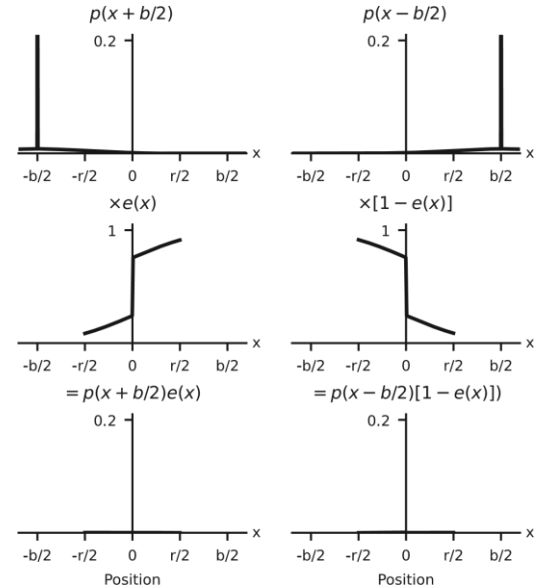 p(x + b/2) p(x − b/2)
0.2 0.2
x x
-b/2 -r/2 0 r/2 b/2 -b/2 -r/2 0 r/2 b/2
×e(x) ×[1 − e(x)]
1 1
x x
-b/2 -r/2 0 r/2 b/2 -b/2 -r/2 0 r/2 b/2
= p(x + b/2)e(x) = p(x − b/2)[1 − e(x)])
0.2 0.2
x x
-b/2 -r/2 0 r/2 b/2 -b/2 -r/2 0 r/2 b/2
Position Position